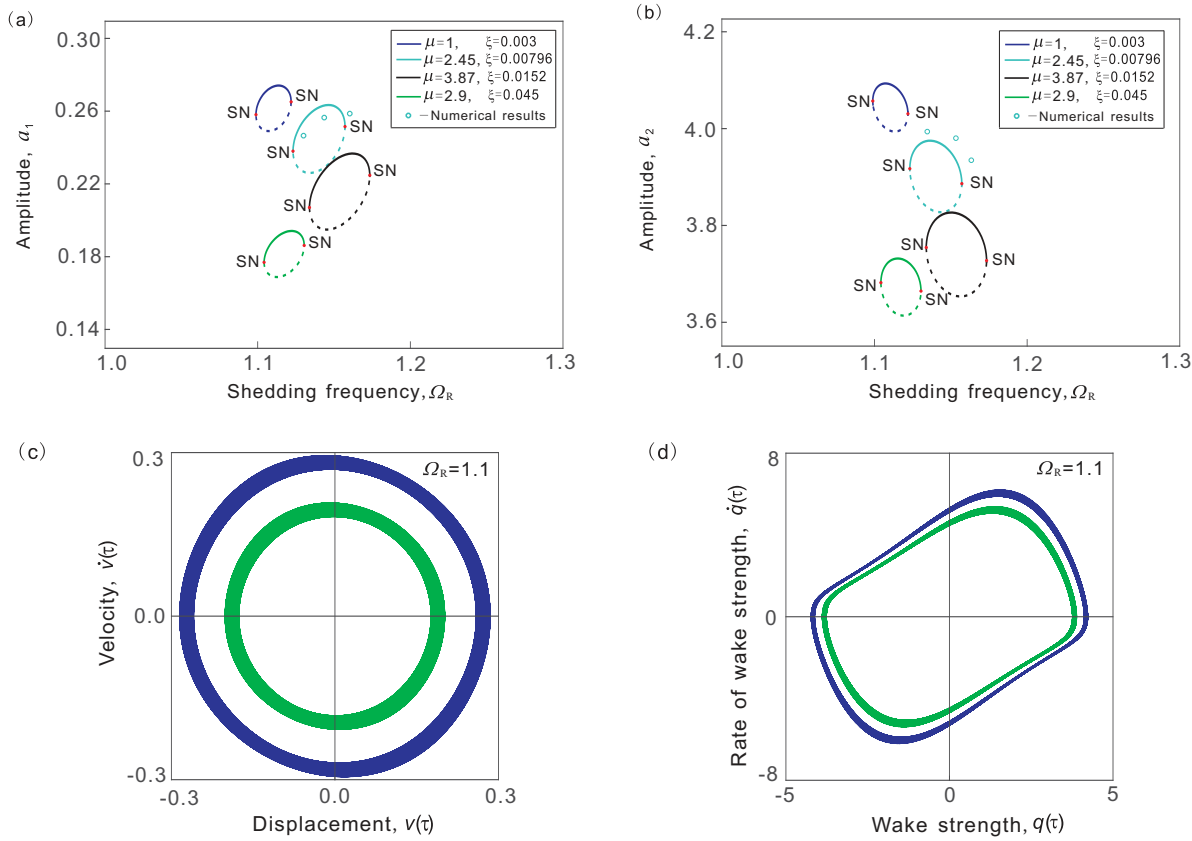 (a)
0.30
0.26
0.22
0.18
0.14
Amplitude, a₁
1.0
1.1
1.2
1.3
Shedding frequency, Ω_R
μ=1, ξ=0.003
μ=2.45, ξ=0.00796
μ=3.87, ξ=0.0152
μ=2.9, ξ=0.045
–Numerical results
SN
SN
SN
SN
SN
SN
SN
SN
(b)
4.2
4.0
3.8
3.6
Amplitude, a₂
1.0
1.1
1.2
1.3
Shedding frequency, Ω_R
μ=1, ξ=0.003
μ=2.45, ξ=0.00796
μ=3.87, ξ=0.0152
μ=2.9, ξ=0.045
–Numerical results
SN
SN
SN
SN
SN
SN
SN
SN
(c)
0.3
0.0
-0.3
Velocity, v̇(τ)
Ω_R=1.1
-0.3
0.0
0.3
Displacement, v(τ)
(d)
8
0
-8
Rate of wake strength, q̇(τ)
Ω_R=1.1
-5
0
5
Wake strength, q(τ)